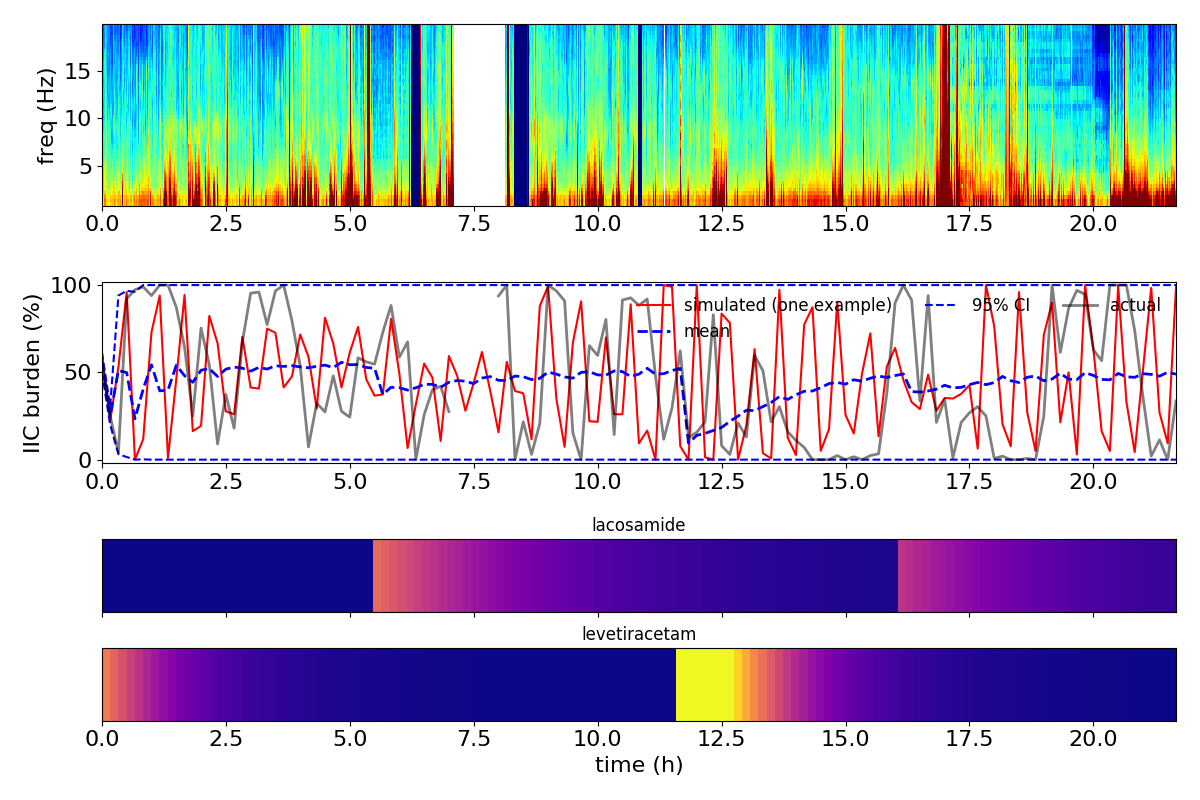 freq (Hz)
15
10
5
0.0 2.5 5.0 7.5 10.0 12.5 15.0 17.5 20.0
IIC burden (%)
100
50
0
simulated (one example) 95% CI actual
mean
0.0 2.5 5.0 7.5 10.0 12.5 15.0 17.5 20.0
lacosamide
levetiracetam
0.0 2.5 5.0 7.5 10.0 12.5 15.0 17.5 20.0
time (h)